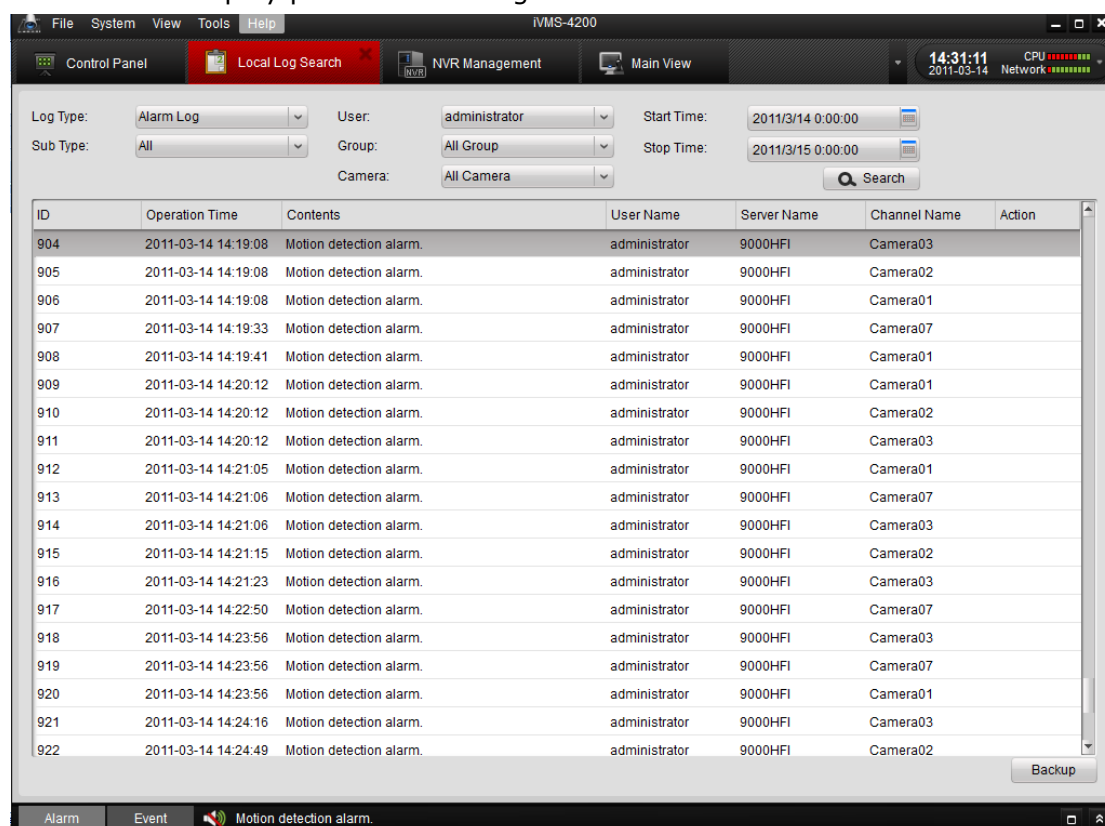 File System View Tools Help iVMS-4200
Control Panel Local Log Search NVR NVR Management Main View 14:31:11 CPU
2011-03-14 Network
Log Type: Alarm Log User: administrator Start Time: 2011/3/14 0:00:00
Sub Type: All Group: All Group Stop Time: 2011/3/15 0:00:00
Camera: All Camera Search
ID Operation Time Contents User Name Server Name Channel Name Action
904 2011-03-14 14:19:08 Motion detection alarm. administrator 9000HFI Camera03
905 2011-03-14 14:19:08 Motion detection alarm. administrator 9000HFI Camera02
906 2011-03-14 14:19:08 Motion detection alarm. administrator 9000HFI Camera01
907 2011-03-14 14:19:33 Motion detection alarm. administrator 9000HFI Camera07
908 2011-03-14 14:19:41 Motion detection alarm. administrator 9000HFI Camera01
909 2011-03-14 14:20:12 Motion detection alarm. administrator 9000HFI Camera01
910 2011-03-14 14:20:12 Motion detection alarm. administrator 9000HFI Camera02
911 2011-03-14 14:20:12 Motion detection alarm. administrator 9000HFI Camera03
912 2011-03-14 14:21:05 Motion detection alarm. administrator 9000HFI Camera01
913 2011-03-14 14:21:06 Motion detection alarm. administrator 9000HFI Camera07
914 2011-03-14 14:21:06 Motion detection alarm. administrator 9000HFI Camera03
915 2011-03-14 14:21:15 Motion detection alarm. administrator 9000HFI Camera02
916 2011-03-14 14:21:23 Motion detection alarm. administrator 9000HFI Camera03
917 2011-03-14 14:22:50 Motion detection alarm. administrator 9000HFI Camera07
918 2011-03-14 14:23:56 Motion detection alarm. administrator 9000HFI Camera03
919 2011-03-14 14:23:56 Motion detection alarm. administrator 9000HFI Camera07
920 2011-03-14 14:23:56 Motion detection alarm. administrator 9000HFI Camera01
921 2011-03-14 14:24:16 Motion detection alarm. administrator 9000HFI Camera03
922 2011-03-14 14:24:49 Motion detection alarm. administrator 9000HFI Camera02
Backup
Alarm Event Motion detection alarm.